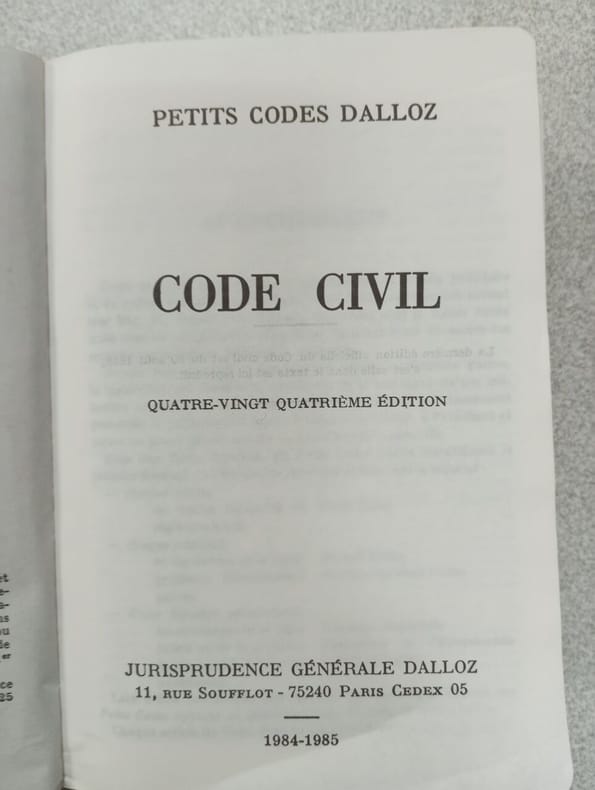 PETITS CODES DALLOZ
CODE CIVIL
QUATRE-VINGT QUATRIÈME ÉDITION
JURISPRUDENCE GÉNÉRALE DALLOZ
11, RUE SOUFFLOT - 75240 PARIS CEDEX 05
1984-1985